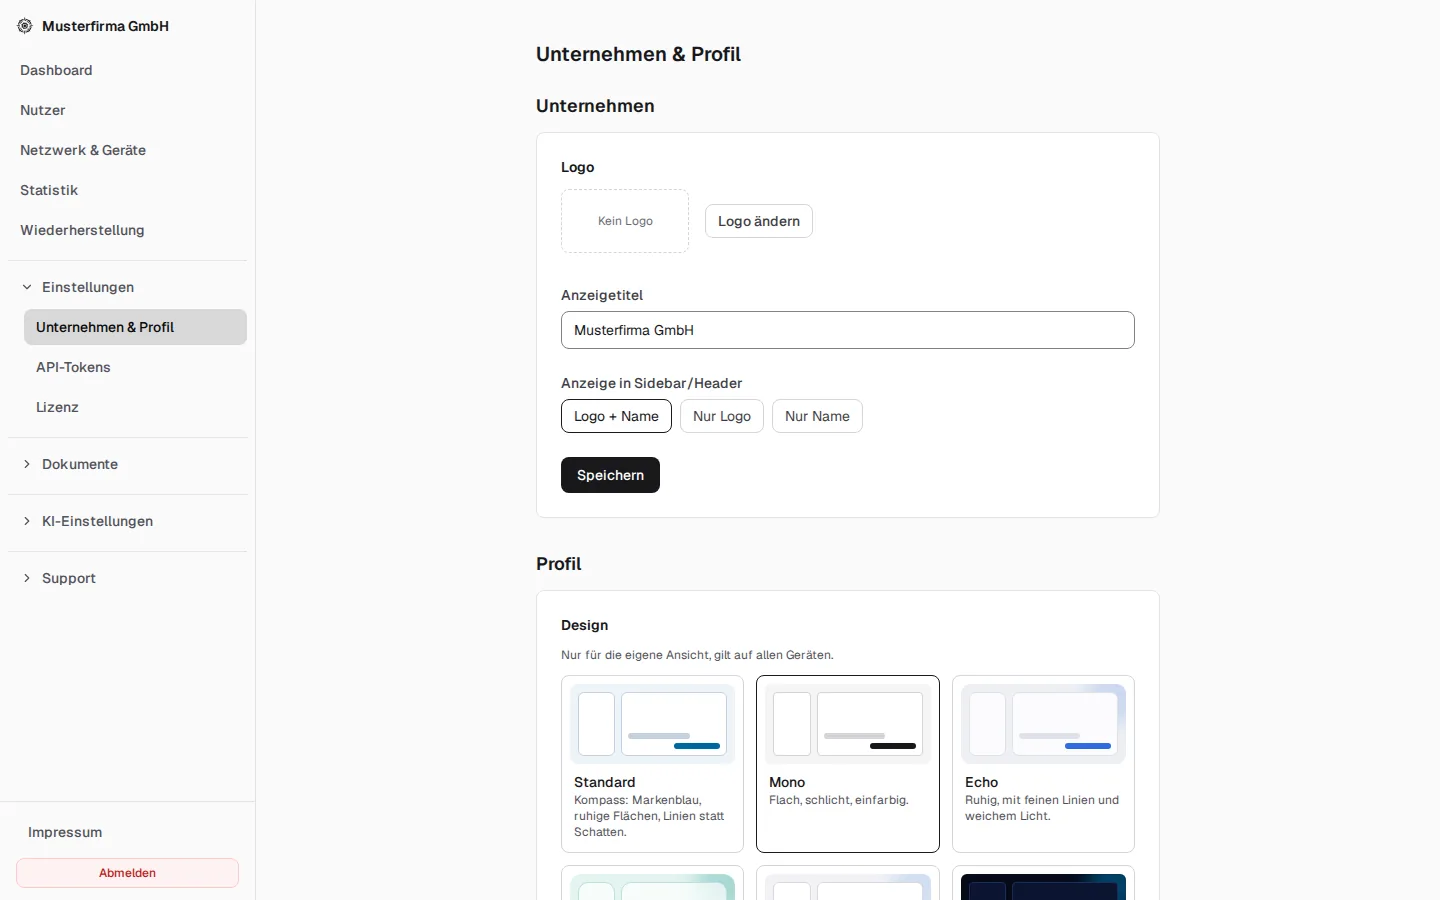 Musterfirma GmbH
Dashboard
Nutzer
Netzwerk & Geräte
Statistik
Wiederherstellung
Einstellungen
Unternehmen & Profil
API-Tokens
Lizenz
Dokumente
KI-Einstellungen
Support
Impressum
Abmelden
Unternehmen & Profil
Unternehmen
Logo
Kein Logo
Logo ändern
Anzeigetitel
Musterfirma GmbH
Anzeige in Sidebar/Header
Logo + Name
Nur Logo
Nur Name
Speichern
Profil
Design
Nur für die eigene Ansicht, gilt auf allen Geräten.
Standard
Kompass: Markenblau,
ruhige Flächen, Linien statt
Schatten.
Mono
Flach, schlicht, einfarbig.
Echo
Ruhig, mit feinen Linien und
weichem Licht.